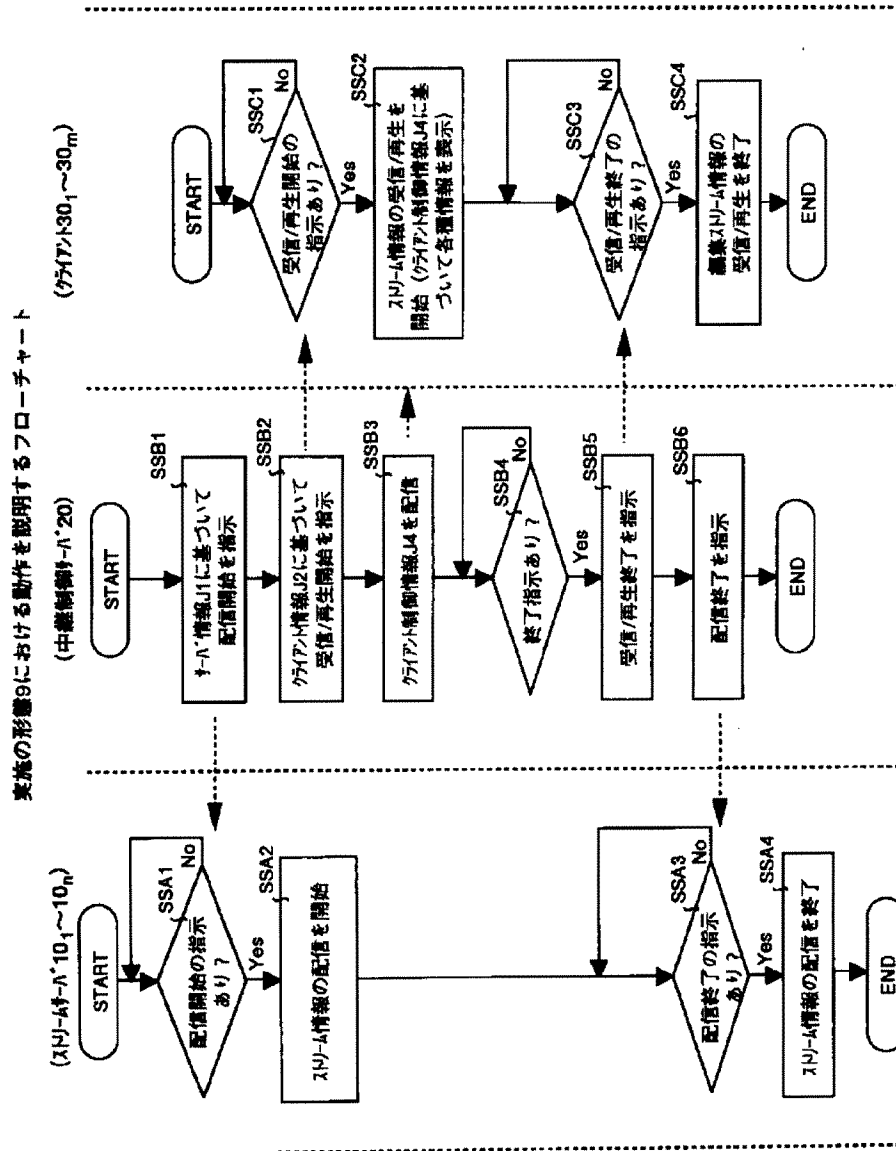 実施の形態9における動作を説明するフローチャート
(ストリームサーバ10₁~10ₙ)
START
SSA1
配信開始の指示
あり?
No
Yes
SSA2
ストリーム情報の配信を開始
SSA3
配信終了の指示
あり?
No
Yes
SSA4
ストリーム情報の配信を終了
END
(中継制御サーバ20)
START
SSB1
サーバ情報J1に基づいて
配信開始を指示
SSB2
クライアント情報J2に基づいて
受信/再生開始を指示
SSB3
クライアント制御情報J4を配信
SSB4
終了指示あり?
No
Yes
SSB5
受信/再生終了を指示
SSB6
配信終了を指示
END
(クライアント30₁~30ₘ)
START
SSC1
受信/再生開始の
指示あり?
No
Yes
SSC2
ストリーム情報の受信/再生を
開始(クライアント制御情報J4に基
づいて各種情報を表示)
SSC3
受信/再生終了の
指示あり?
No
Yes
SSC4
編集ストリーム情報の
受信/再生を終了
END